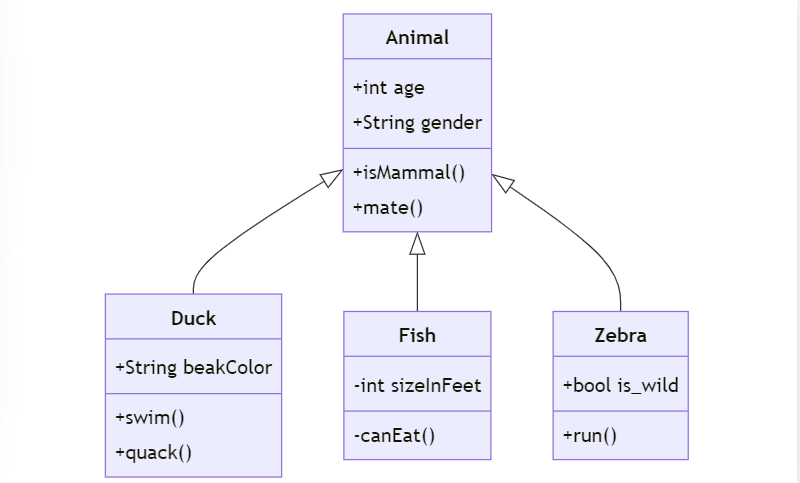 Animal
+int age
+String gender
+isMammal()
+mate()
Duck
+String beakColor
+swim()
+quack()
Fish
-int sizeInFeet
-canEat()
Zebra
+bool is_wild
+run()